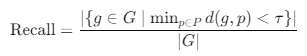 Recall = |{g ∈ G | min_{p∈P} d(g, p) < τ}| / |G|